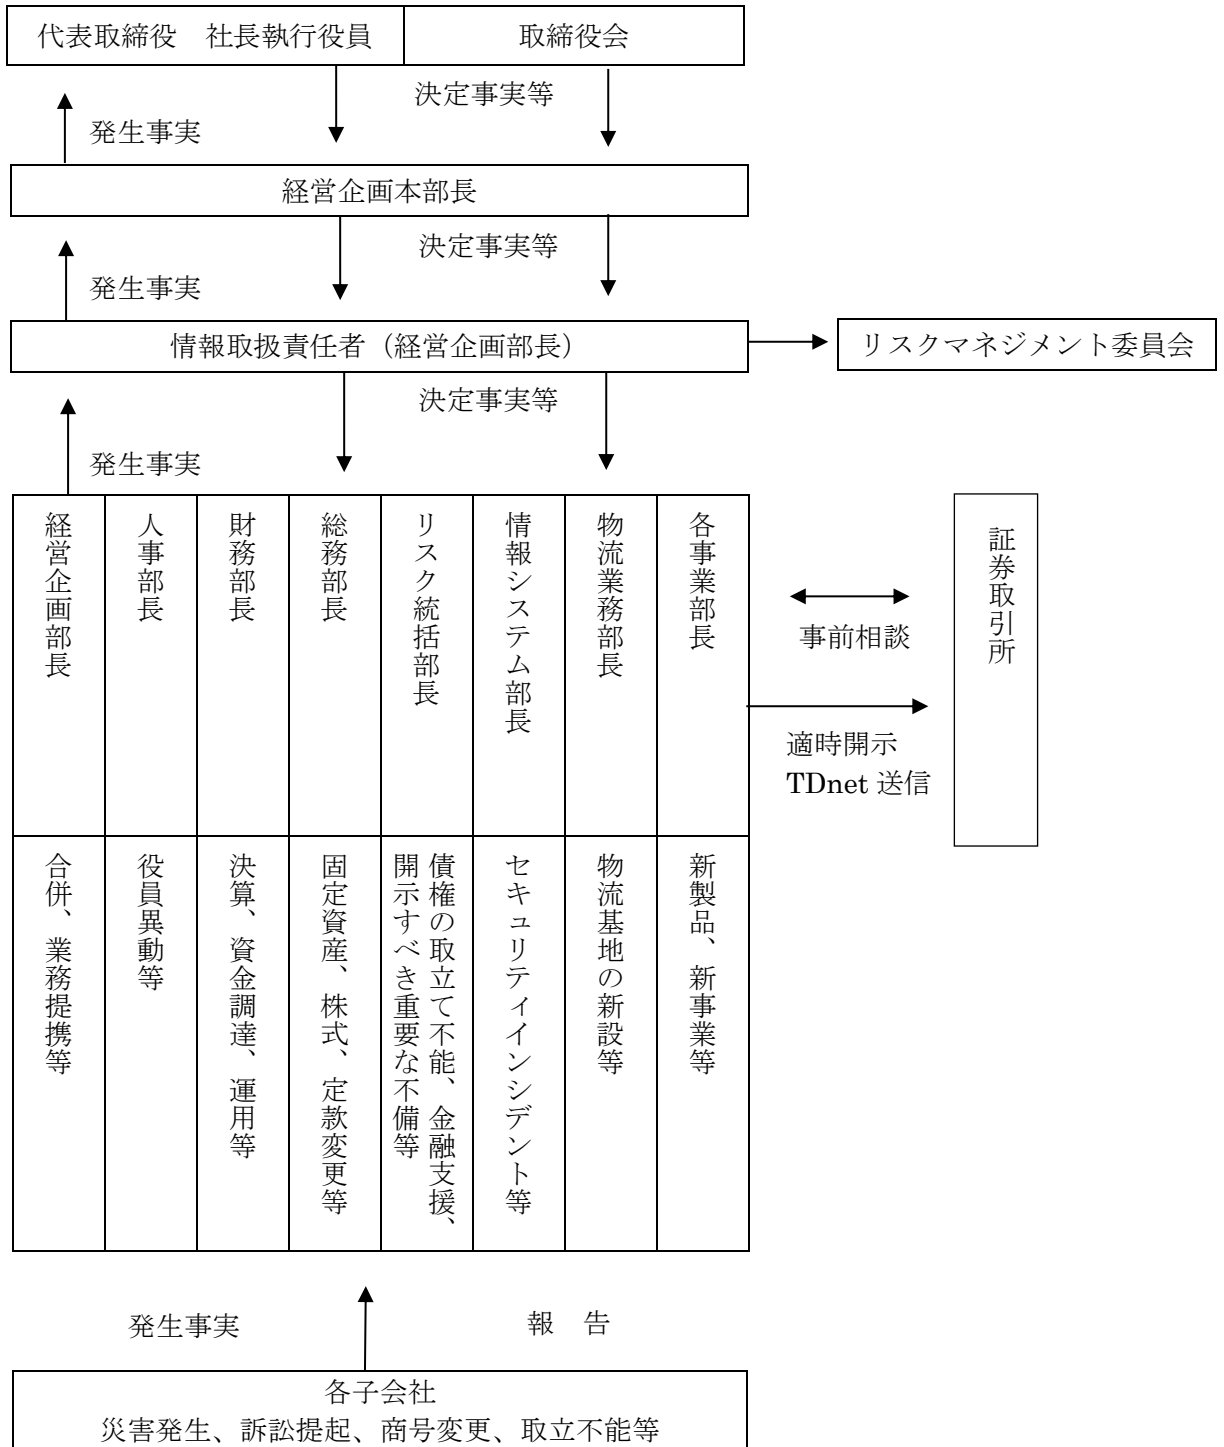 代表取締役　社長執行役員
取締役会
決定事実等
発生事実
経営企画本部長
決定事実等
発生事実
情報取扱責任者（経営企画部長）
リスクマネジメント委員会
決定事実等
発生事実
経営企画部長
人事部長
財務部長
総務部長
リスク統括部長
情報システム部長
物流業務部長
各事業部長
事前相談
適時開示
TDnet 送信
証券取引所
合併、業務提携等
役員異動等
決算、資金調達、運用等
固定資産、株式、定款変更等
債権の取立て不能、金融支援、
開示すべき重要な不備等
セキュリティインシデント等
物流基地の新設等
新製品、新事業等
発生事実
報　告
各子会社
災害発生、訴訟提起、商号変更、取立不能等